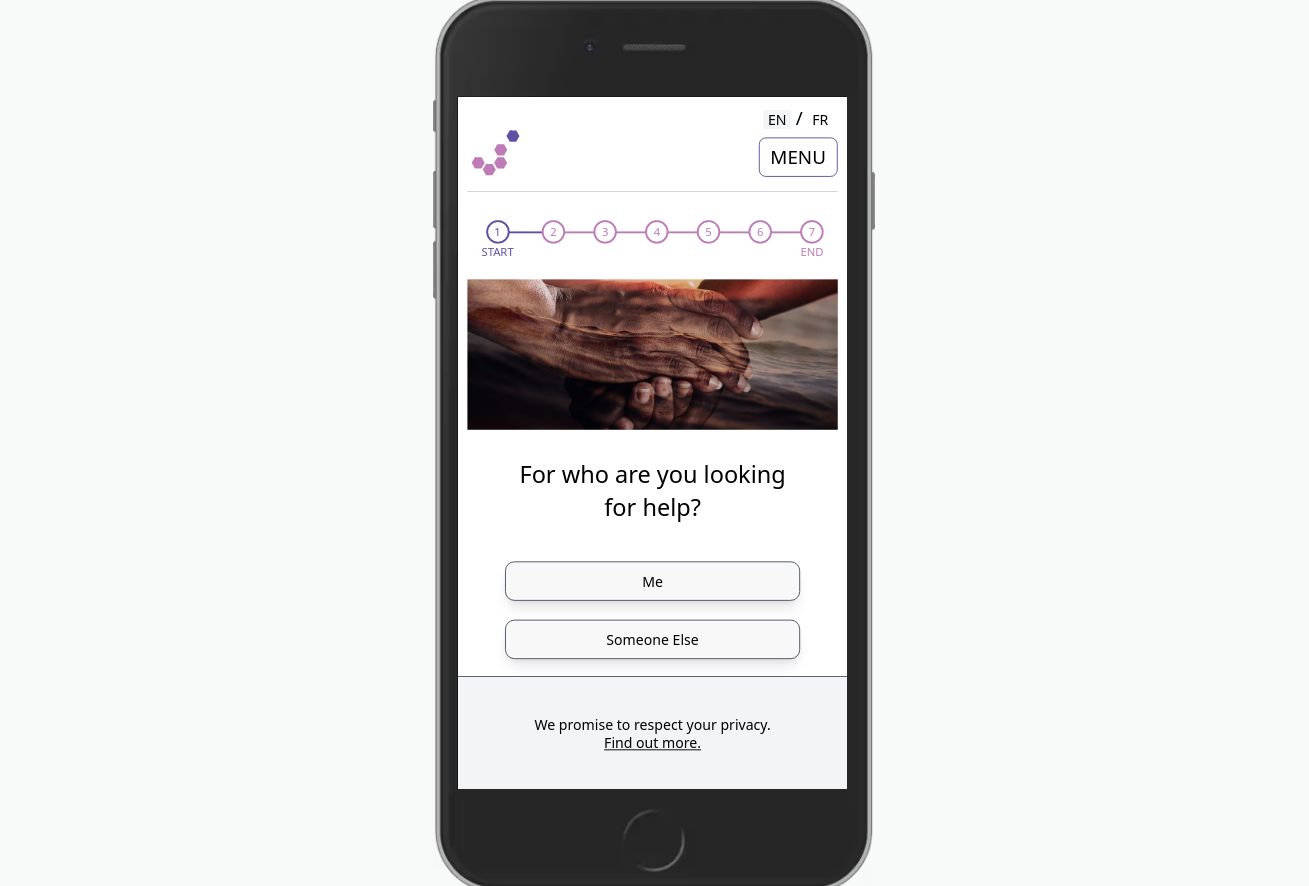 EN / FR
MENU
1 2 3 4 5 6 7
START END
For who are you looking
for help?
Me
Someone Else
We promise to respect your privacy.
Find out more.